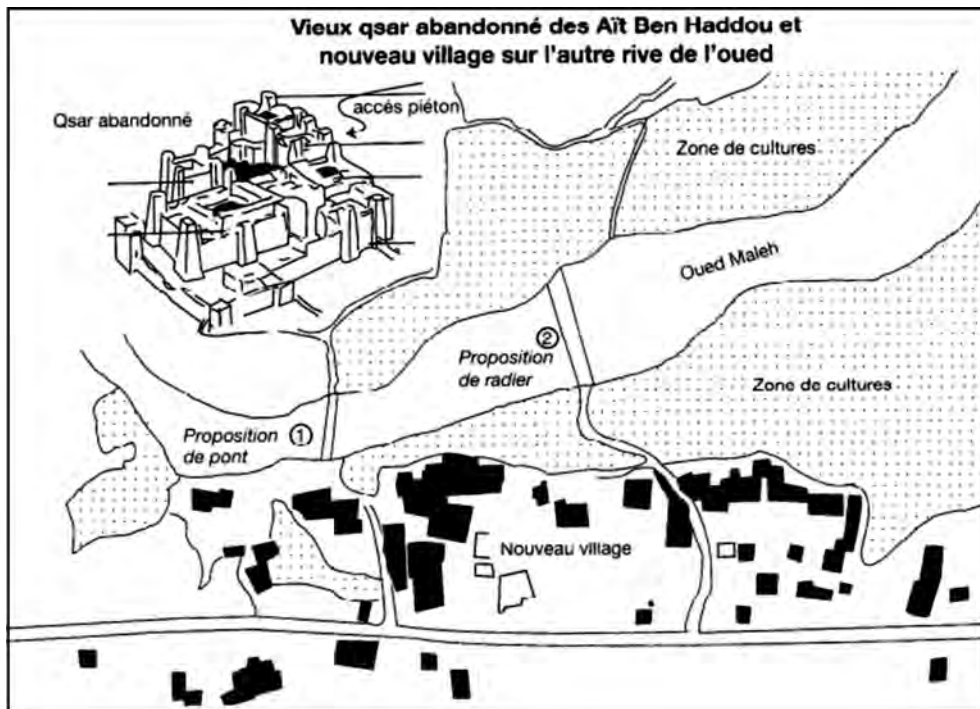 Vieux qsar abandonné des Aït Ben Haddou et
nouveau village sur l'autre rive de l'oued
Qsar abandonné
accés piéton
Zone de cultures
Oued Maleh
②
Proposition
de radier
Zone de cultures
Proposition ①
de pont
Nouveau village